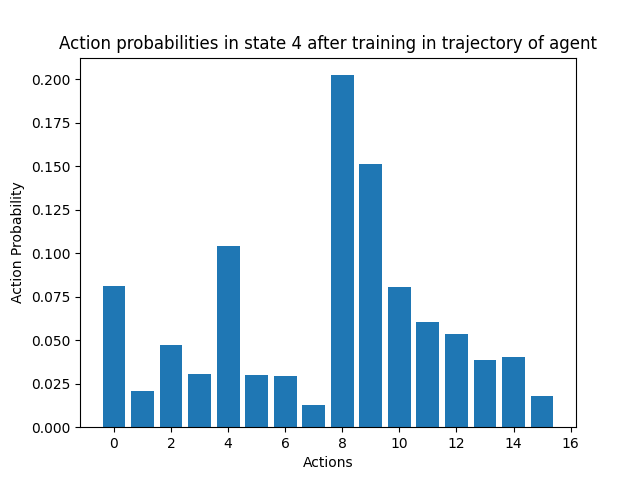 Action probabilities in state 4 after training in trajectory of agent
0.200
0.175
0.150
0.125
0.100
0.075
0.050
0.025
0.000
Action Probability
0 2 4 6 8 10 12 14 16
Actions